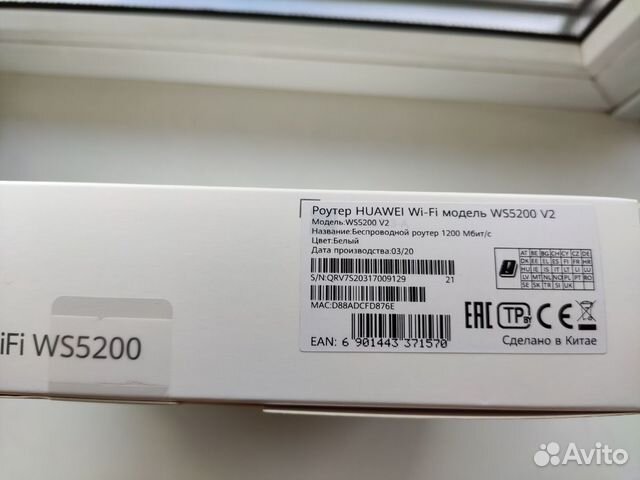 Роутер HUAWEI Wi-Fi модель WS5200 V2
Модель:WS5200 V2
Название:Беспроводной роутер 1200 Мбит/с
Цвет:Белый
Дата производства:03/20
S/N:QRV7S20317009129 21
MAC:D88ADCFD876E
EAN: 6 901443 371570
AT BE BG CH CY CZ DE
DK EE EL ES FI FR HR
HU IE IS IT LI LT LU
LV MT NL NO PL PT RO
SE SK TR SI UK
EAC TP BY CE
Сделано в Китае
iFi WS5200
Avito